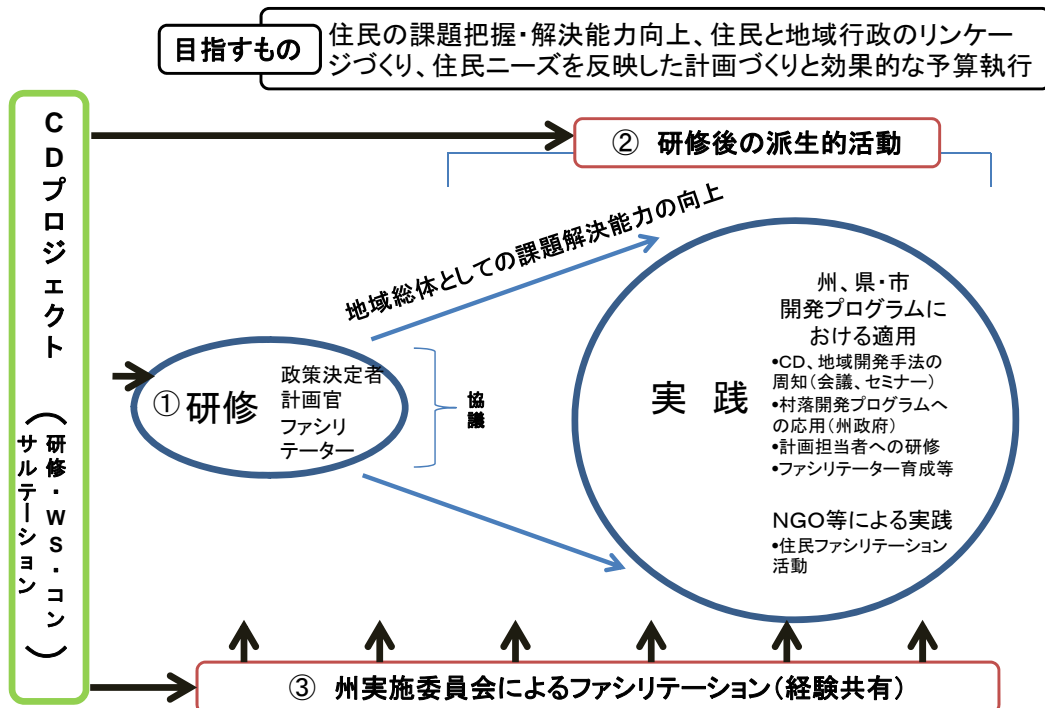 目指すもの
住民の課題把握・解決能力向上、住民と地域行政のリンケー
ジづくり、住民ニーズを反映した計画づくりと効果的な予算執行
CDプロジェクト
(研修・WS・コン
サルテーション)
② 研修後の派生的活動
地域総体としての課題解決能力の向上
①研修
政策決定者
計画官
ファシリ
テーター
協議
実 践
州、県・市
開発プログラムに
おける適用
•CD、地域開発手法の
周知(会議、セミナー)
•村落開発プログラムへ
の応用(州政府)
•計画担当者への研修
•ファシリテーター育成等
NGO等による実践
•住民ファシリテーション
活動
③ 州実施委員会によるファシリテーション(経験共有)